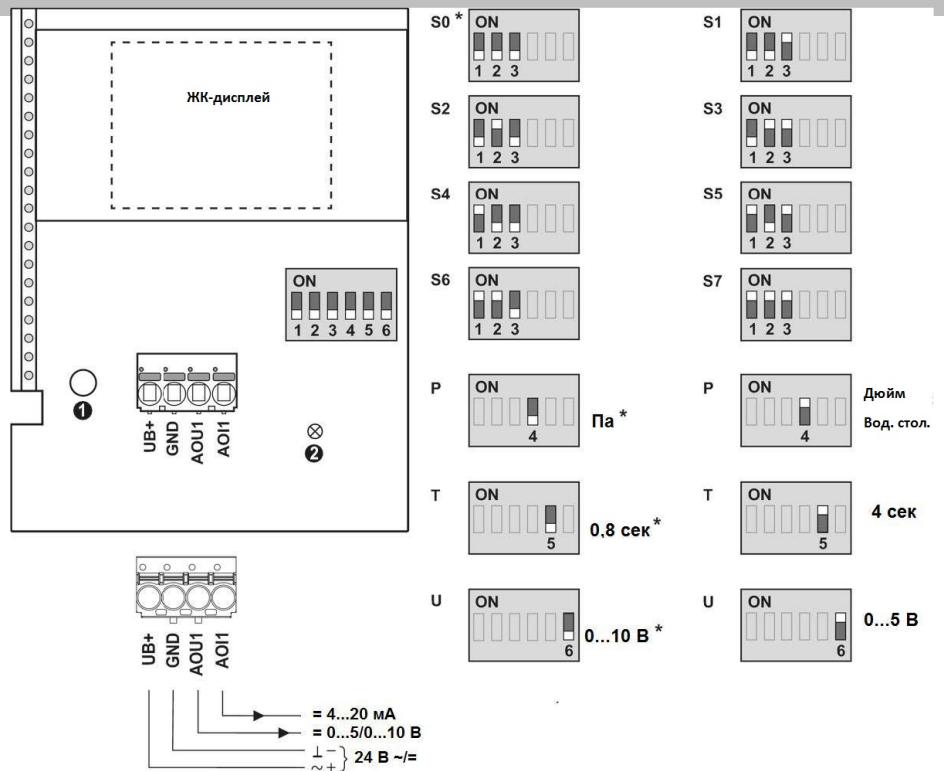 ЖК-дисплей
ON
1 2 3 4 5 6
1
2
UB+
GND
AOU1
AOI1
UB+
GND
AOU1
AOI1
= 4...20 мА
= 0...5/0...10 В
⊥ −
~ +
} 24 В ~/=
S0 *
ON
1 2 3
S1
ON
1 2 3
S2
ON
1 2 3
S3
ON
1 2 3
S4
ON
1 2 3
S5
ON
1 2 3
S6
ON
1 2 3
S7
ON
1 2 3
P
ON
4
Па *
P
ON
4
Дюйм
Вод. стол.
T
ON
5
0,8 сек *
T
ON
5
4 сек
U
ON
6
0...10 В *
U
ON
6
0...5 В